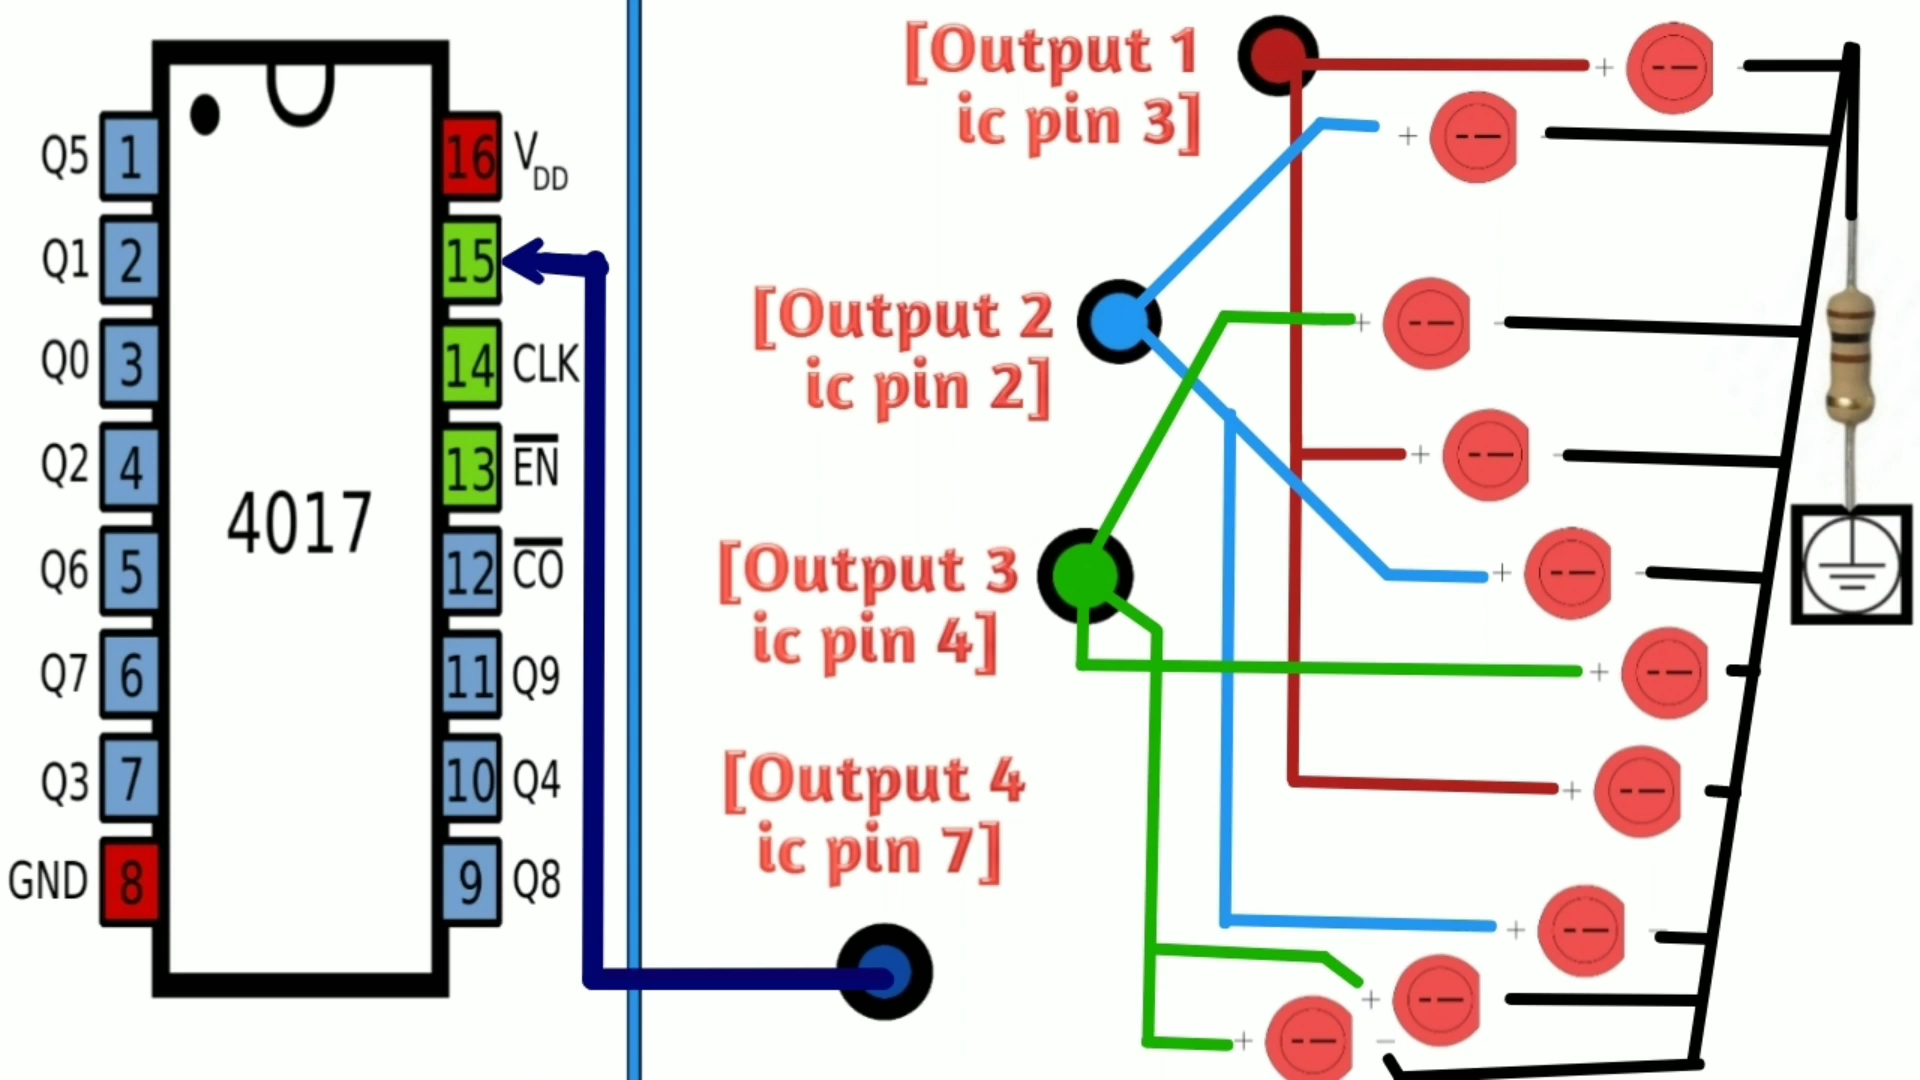 Q5 1
Q1 2
Q0 3
Q2 4
Q6 5
Q7 6
Q3 7
GND 8
4017
16 VDD
15
14 CLK
13 E̅N̅
12 C̅O̅
11 Q9
10 Q4
9 Q8
[Output 1
ic pin 3]
[Output 2
ic pin 2]
[Output 3
ic pin 4]
[Output 4
ic pin 7]